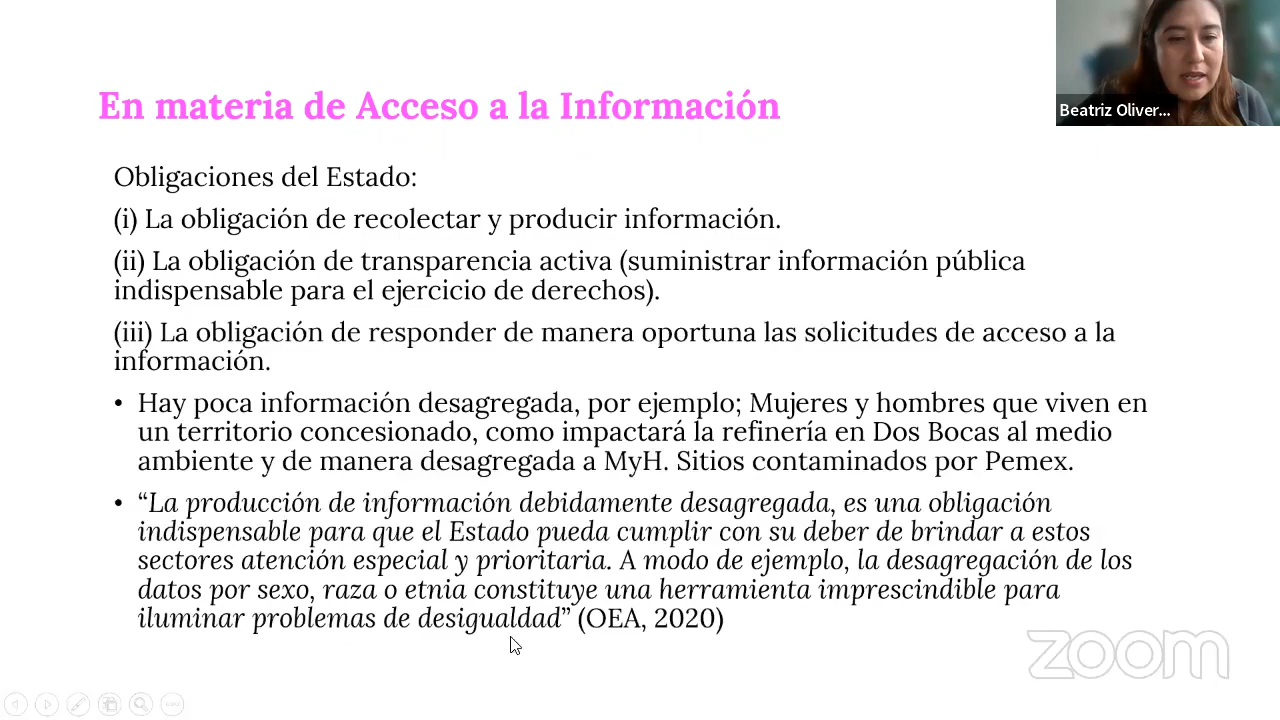 En materia de Acceso a la Información
Beatriz Oliver...
Obligaciones del Estado:
(i) La obligación de recolectar y producir información.
(ii) La obligación de transparencia activa (suministrar información pública
indispensable para el ejercicio de derechos).
(iii) La obligación de responder de manera oportuna las solicitudes de acceso a la
información.
• Hay poca información desagregada, por ejemplo; Mujeres y hombres que viven en
un territorio concesionado, como impactará la refinería en Dos Bocas al medio
ambiente y de manera desagregada a MyH. Sitios contaminados por Pemex.
• “La producción de información debidamente desagregada, es una obligación
indispensable para que el Estado pueda cumplir con su deber de brindar a estos
sectores atención especial y prioritaria. A modo de ejemplo, la desagregación de los
datos por sexo, raza o etnia constituye una herramienta imprescindible para
iluminar problemas de desigualdad” (OEA, 2020)
zoom